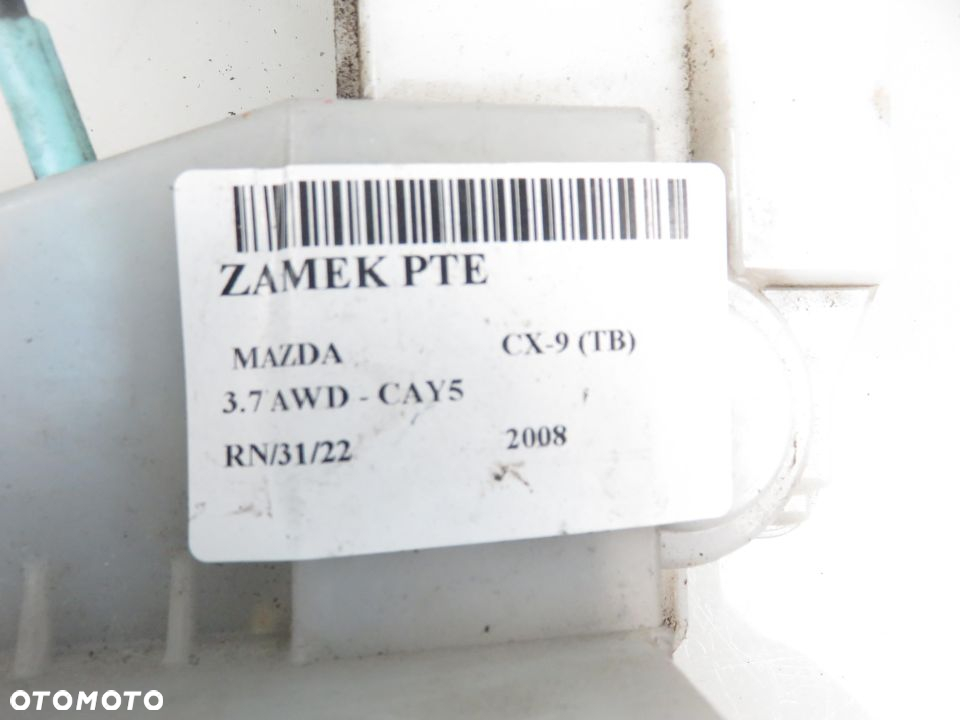 ZAMEK PTE
MAZDA CX-9 (TB)
3.7 AWD - CAY5
RN/31/22 2008
OTOMOTO